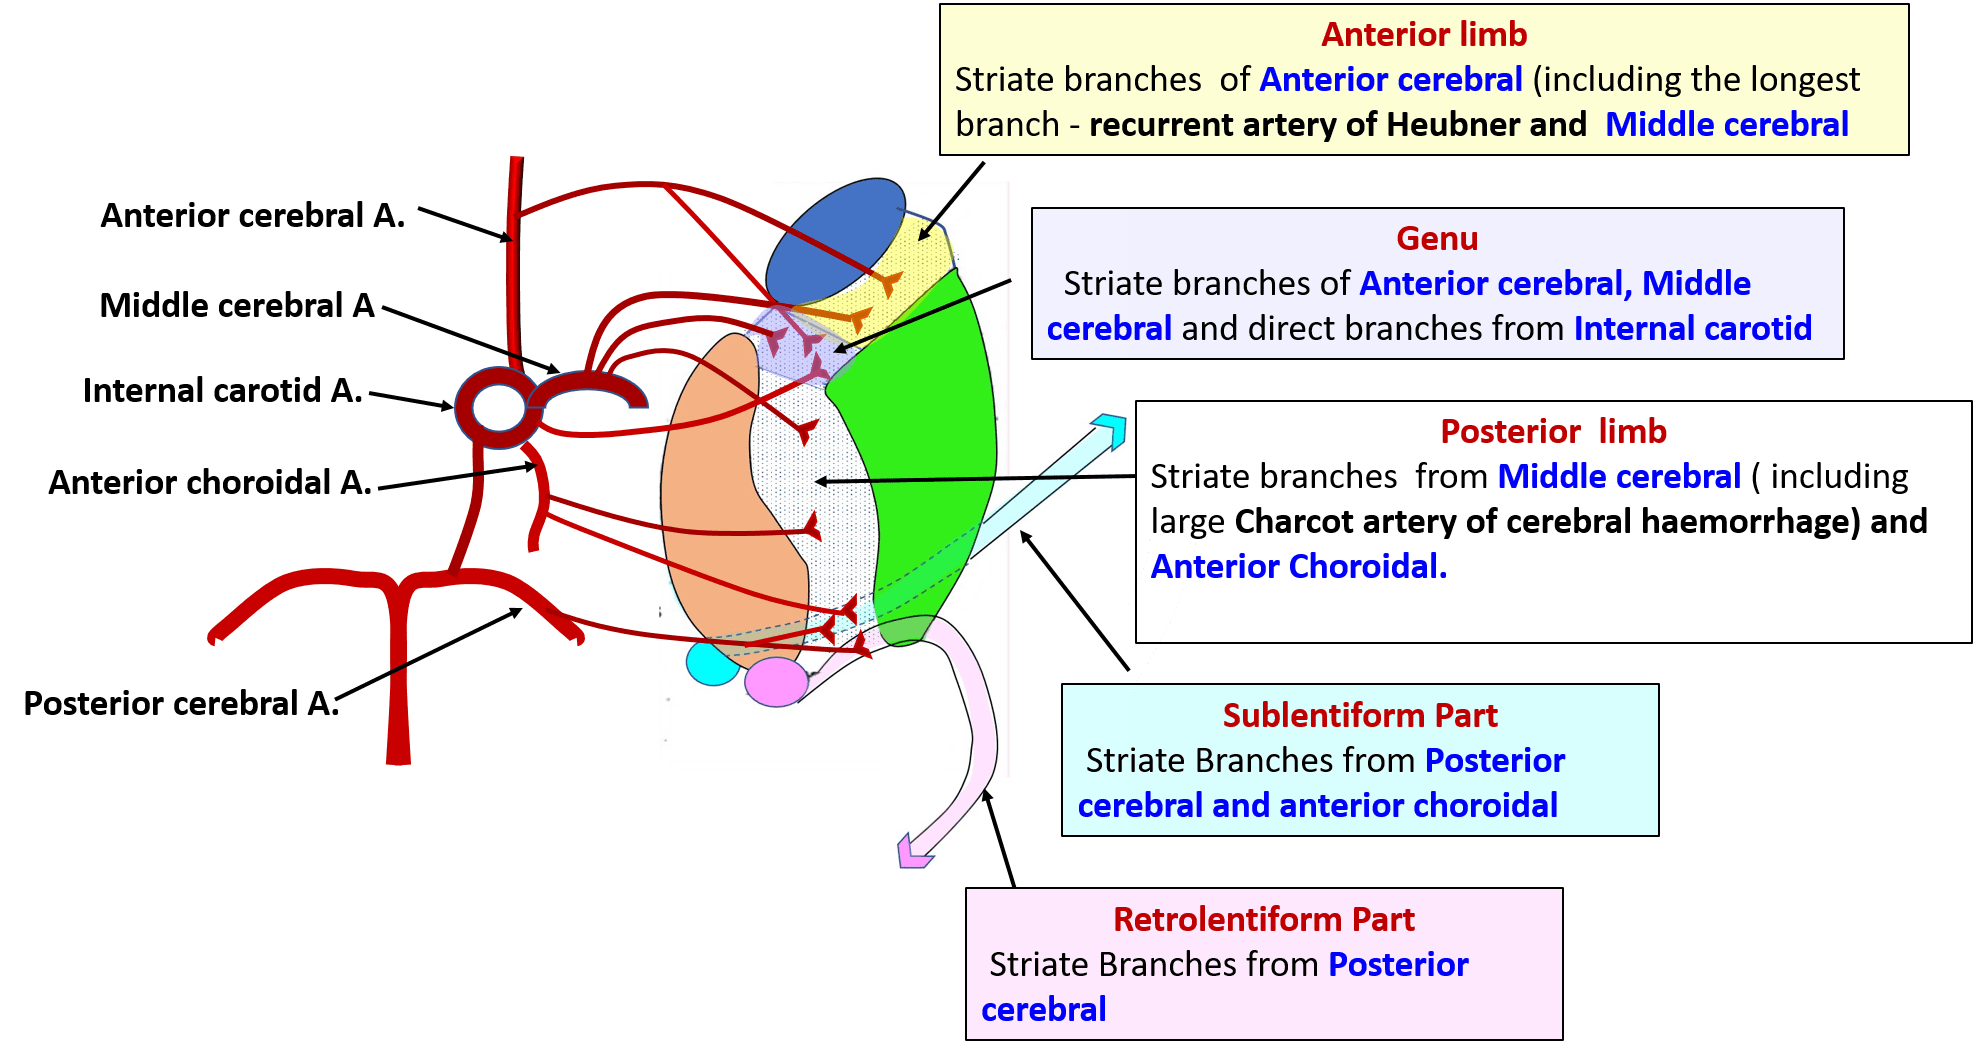 Anterior limb
Striate branches of Anterior cerebral (including the longest
branch - recurrent artery of Heubner and Middle cerebral
Anterior cerebral A.
Genu
Striate branches of Anterior cerebral, Middle
cerebral and direct branches from Internal carotid
Middle cerebral A
Internal carotid A.
Posterior limb
Striate branches from Middle cerebral ( including
large Charcot artery of cerebral haemorrhage) and
Anterior Choroidal.
Anterior choroidal A.
Posterior cerebral A.
Sublentiform Part
Striate Branches from Posterior
cerebral and anterior choroidal
Retrolentiform Part
Striate Branches from Posterior
cerebral